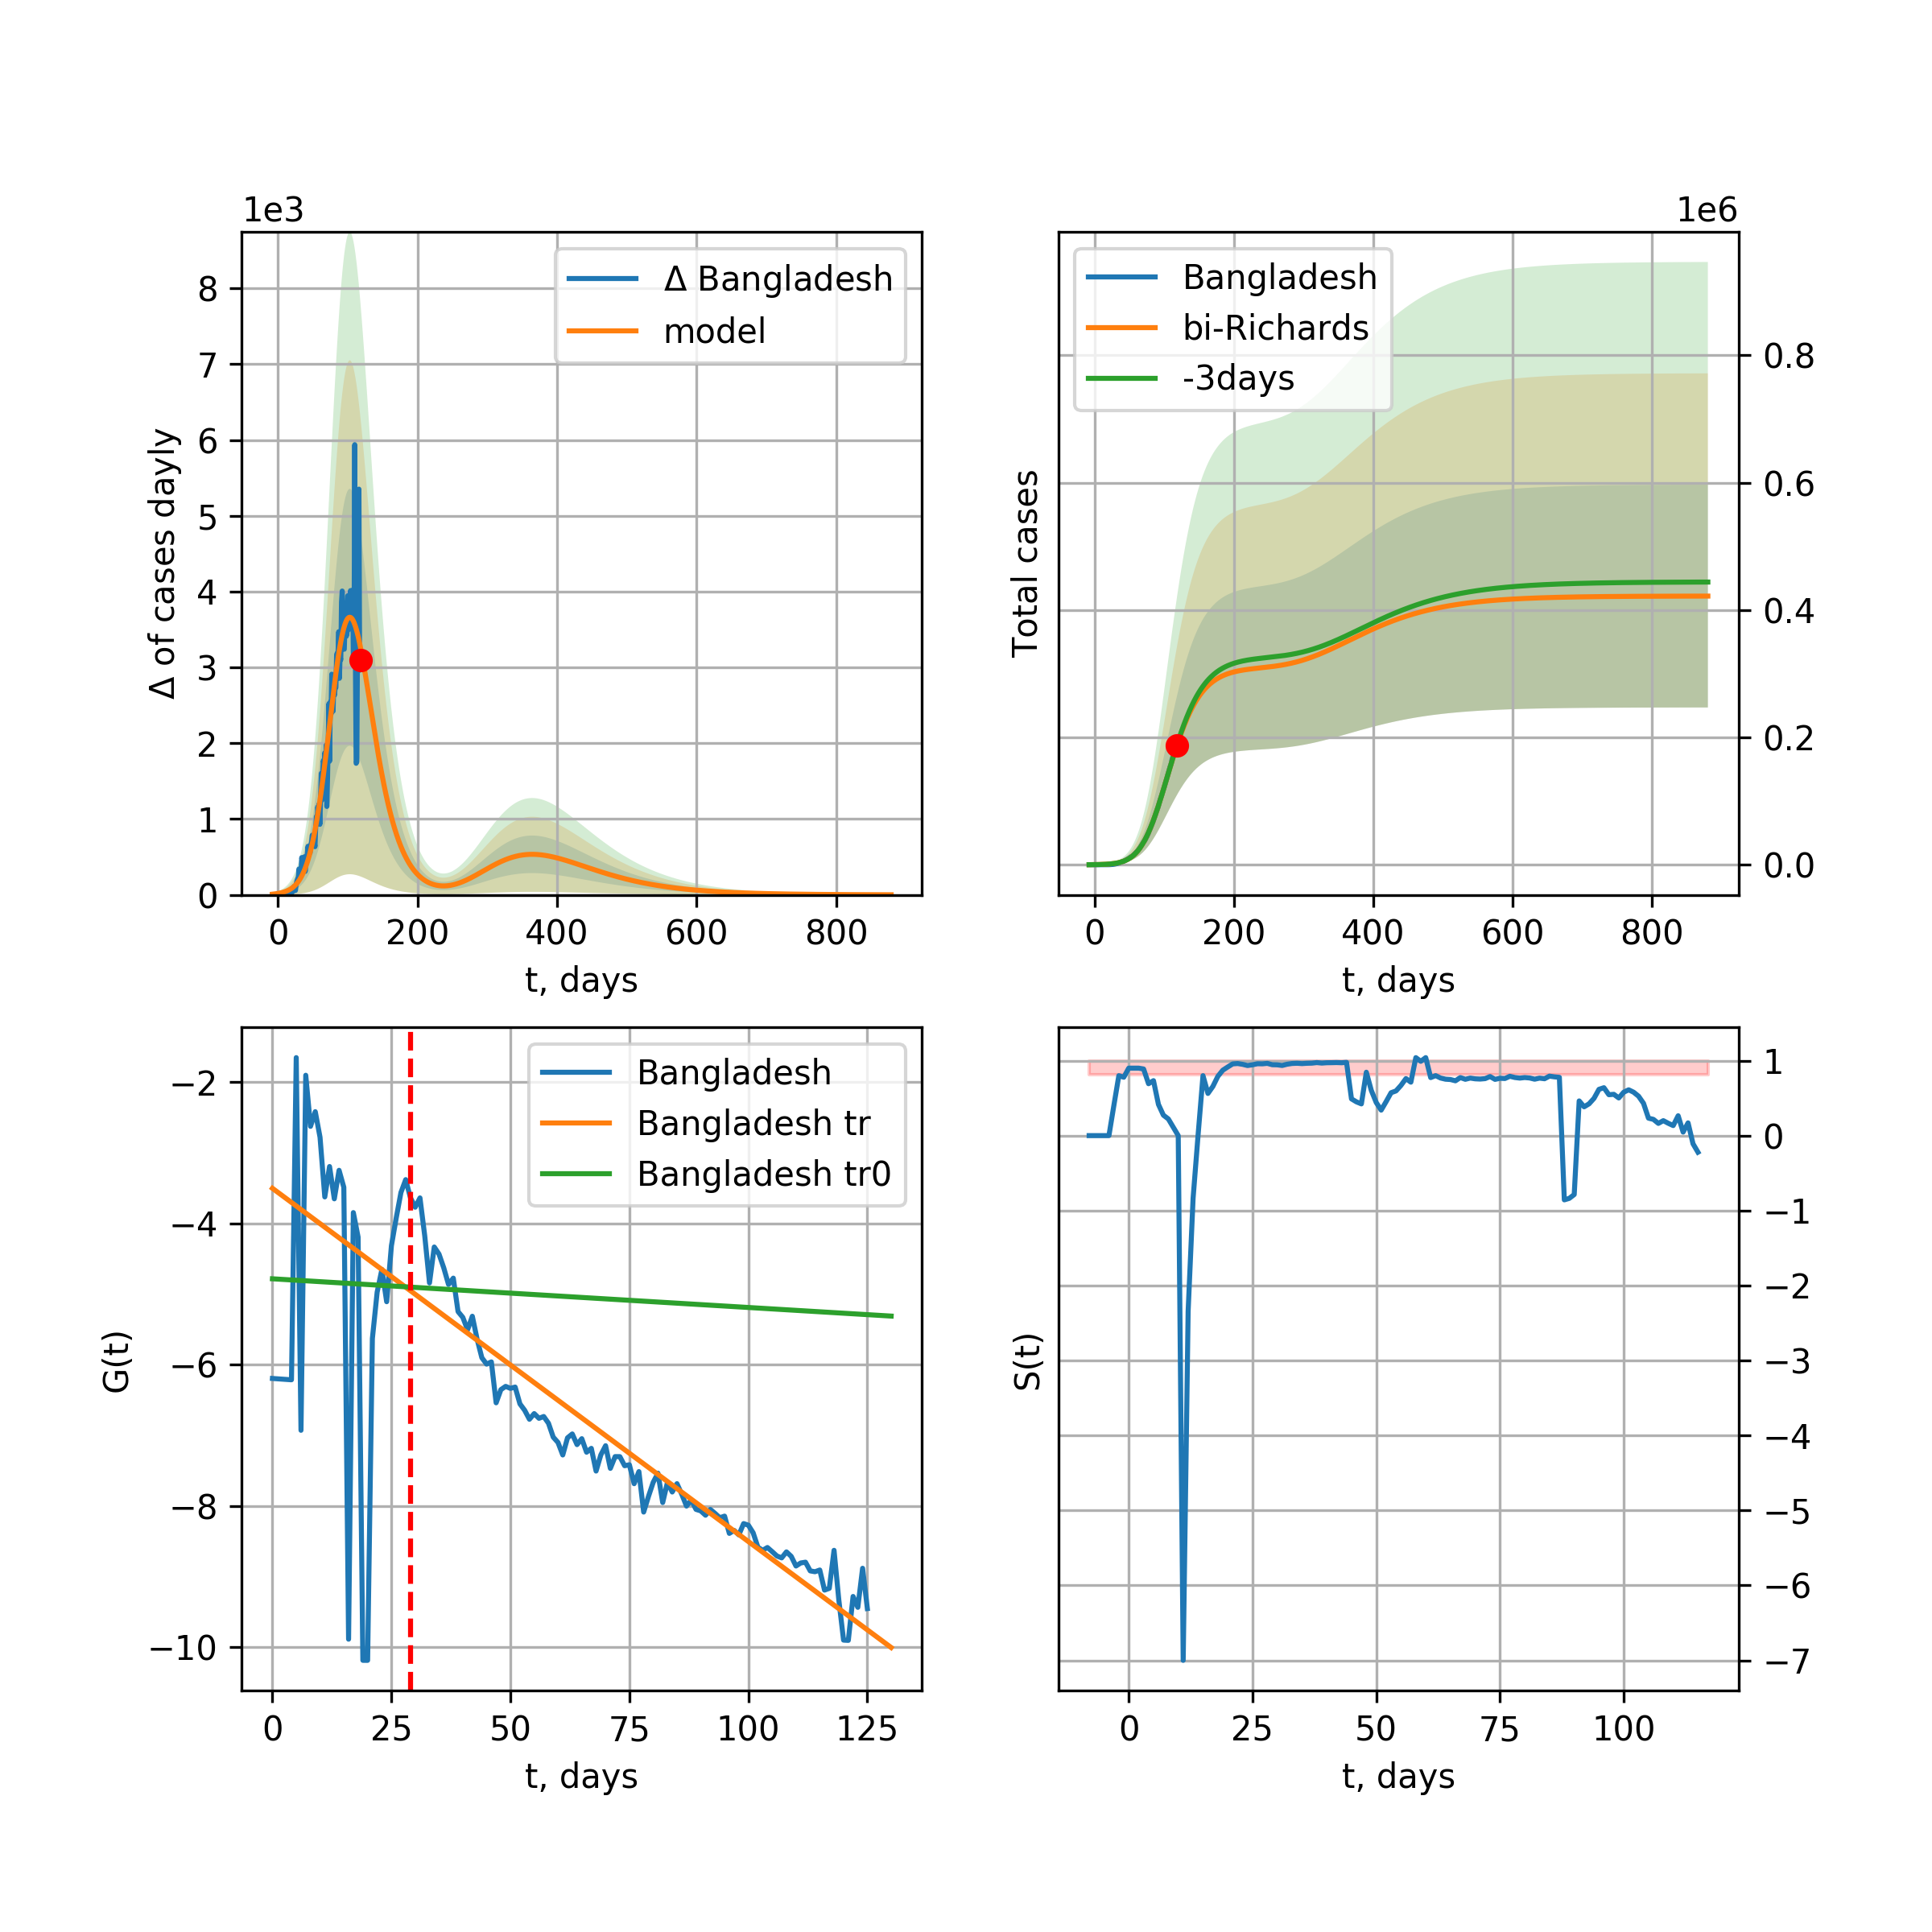 1e3
Δ Bangladesh
model
8
7
6
5
4
3
2
1
0
Δ of cases dayly
0 200 400 600 800
t, days
1e6
Bangladesh
bi-Richards
-3days
Total cases
0.8
0.6
0.4
0.2
0.0
0 200 400 600 800
t, days
Bangladesh
Bangladesh tr
Bangladesh tr0
−2
−4
−6
−8
−10
G(t)
0 25 50 75 100 125
t, days
S(t)
1
0
−1
−2
−3
−4
−5
−6
−7
0 25 50 75 100
t, days